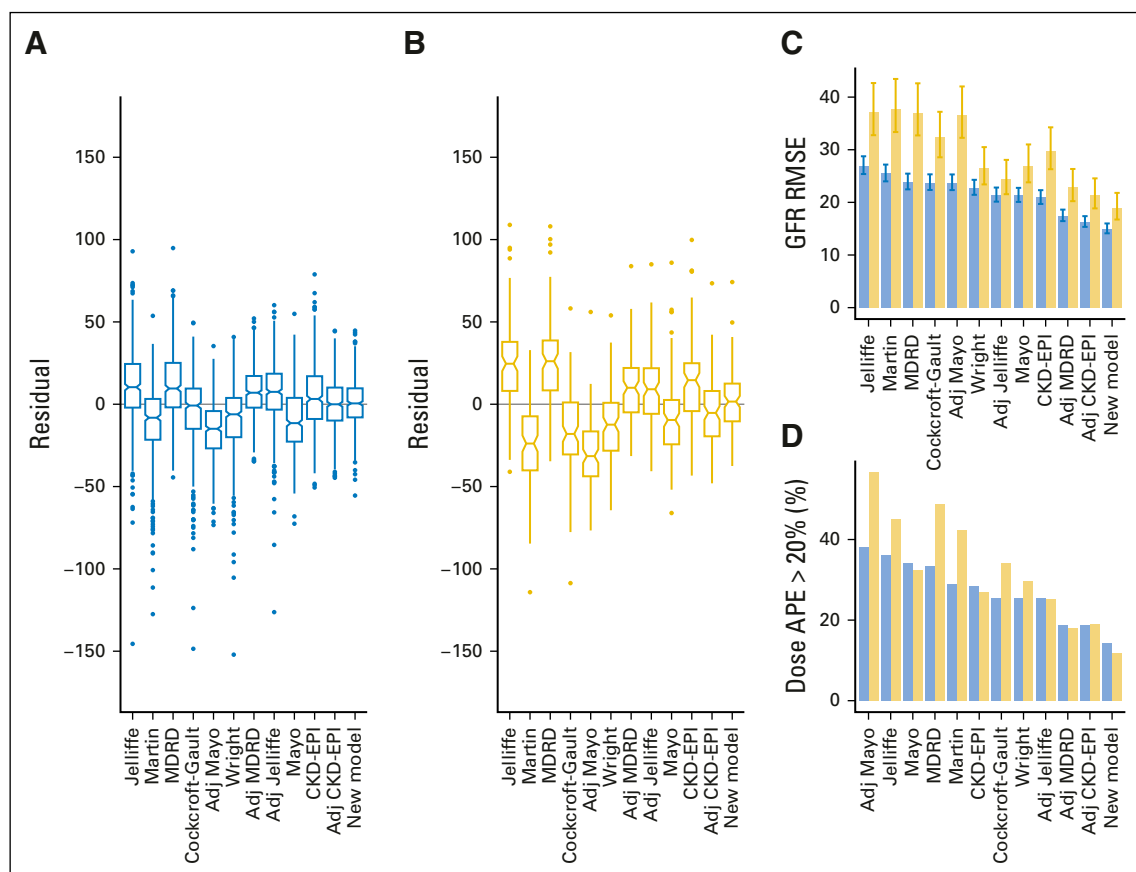 A
B
C
Residual
150
100
50
0
−50
−100
−150
Jelliffe
Martin
MDRD
Cockcroft-Gault
Adj Mayo
Wright
Adj MDRD
Adj Jelliffe
Mayo
CKD-EPI
Adj CKD-EPI
New model
Residual
150
100
50
0
−50
−100
−150
Jelliffe
Martin
MDRD
Cockcroft-Gault
Adj Mayo
Wright
Adj MDRD
Adj Jelliffe
Mayo
CKD-EPI
Adj CKD-EPI
New model
GFR RMSE
40
30
20
10
0
Jelliffe
Martin
MDRD
Cockcroft-Gault
Adj Mayo
Wright
Adj Jelliffe
Mayo
CKD-EPI
Adj MDRD
Adj CKD-EPI
New model
D
Dose APE > 20% (%)
40
20
0
Adj Mayo
Jelliffe
Mayo
MDRD
Martin
CKD-EPI
Cockcroft-Gault
Wright
Adj Jelliffe
Adj MDRD
Adj CKD-EPI
New model